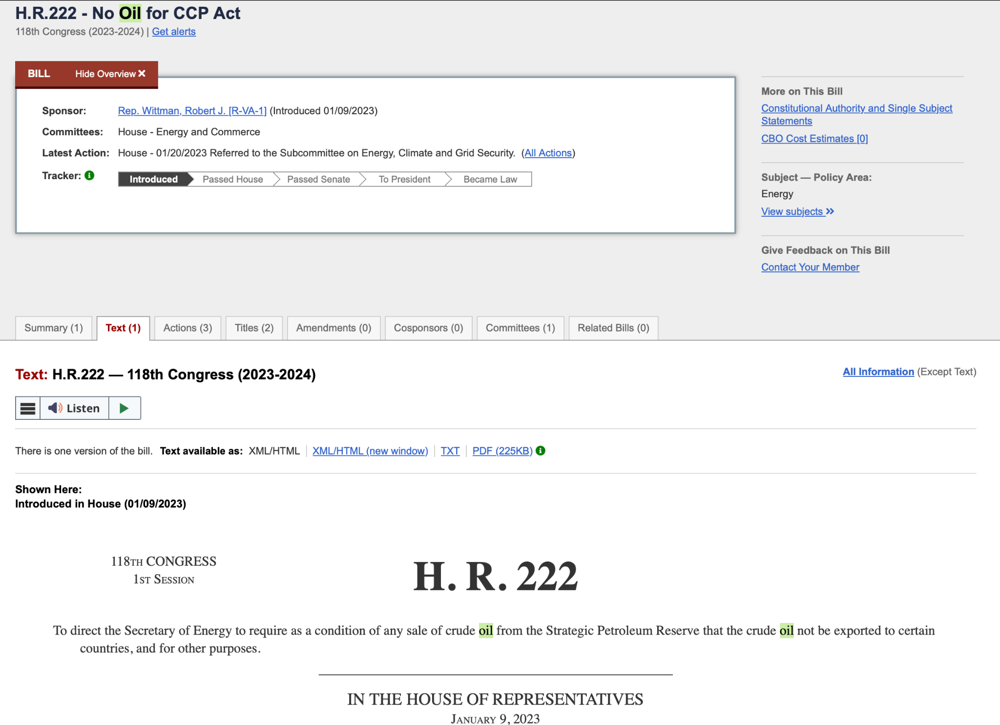 H.R.222 - No Oil for CCP Act
118th Congress (2023-2024) | Get alerts
BILL Hide Overview ✕
Sponsor: Rep. Wittman, Robert J. [R-VA-1] (Introduced 01/09/2023)
Committees: House - Energy and Commerce
Latest Action: House - 01/20/2023 Referred to the Subcommittee on Energy, Climate and Grid Security. (All Actions)
Tracker:
Introduced Passed House Passed Senate To President Became Law
More on This Bill
Constitutional Authority and Single Subject
Statements
CBO Cost Estimates [0]
Subject — Policy Area:
Energy
View subjects »
Give Feedback on This Bill
Contact Your Member
Summary (1) Text (1) Actions (3) Titles (2) Amendments (0) Cosponsors (0) Committees (1) Related Bills (0)
Text: H.R.222 — 118th Congress (2023-2024)
All Information (Except Text)
Listen
There is one version of the bill. Text available as: XML/HTML | XML/HTML (new window) | TXT | PDF (225KB)
Shown Here:
Introduced in House (01/09/2023)
118TH CONGRESS
1ST SESSION
H. R. 222
To direct the Secretary of Energy to require as a condition of any sale of crude oil from the Strategic Petroleum Reserve that the crude oil not be exported to certain
countries, and for other purposes.
IN THE HOUSE OF REPRESENTATIVES
JANUARY 9, 2023